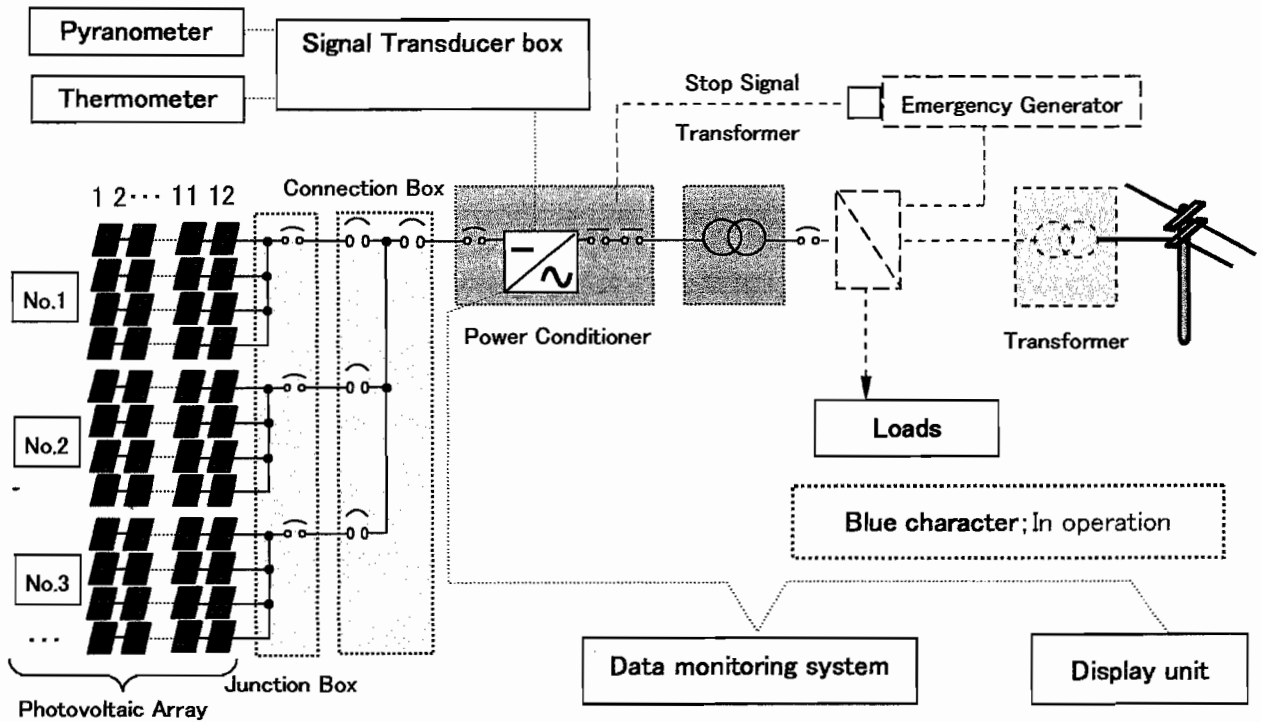 Pyranometer
Signal Transducer box
Thermometer
Stop Signal
Emergency Generator
Transformer
Connection Box
1 2··· 11 12
No.1
Power Conditioner
Transformer
No.2
Loads
Blue character;In operation
No.3
...
Data monitoring system
Display unit
Junction Box
Photovoltaic Array